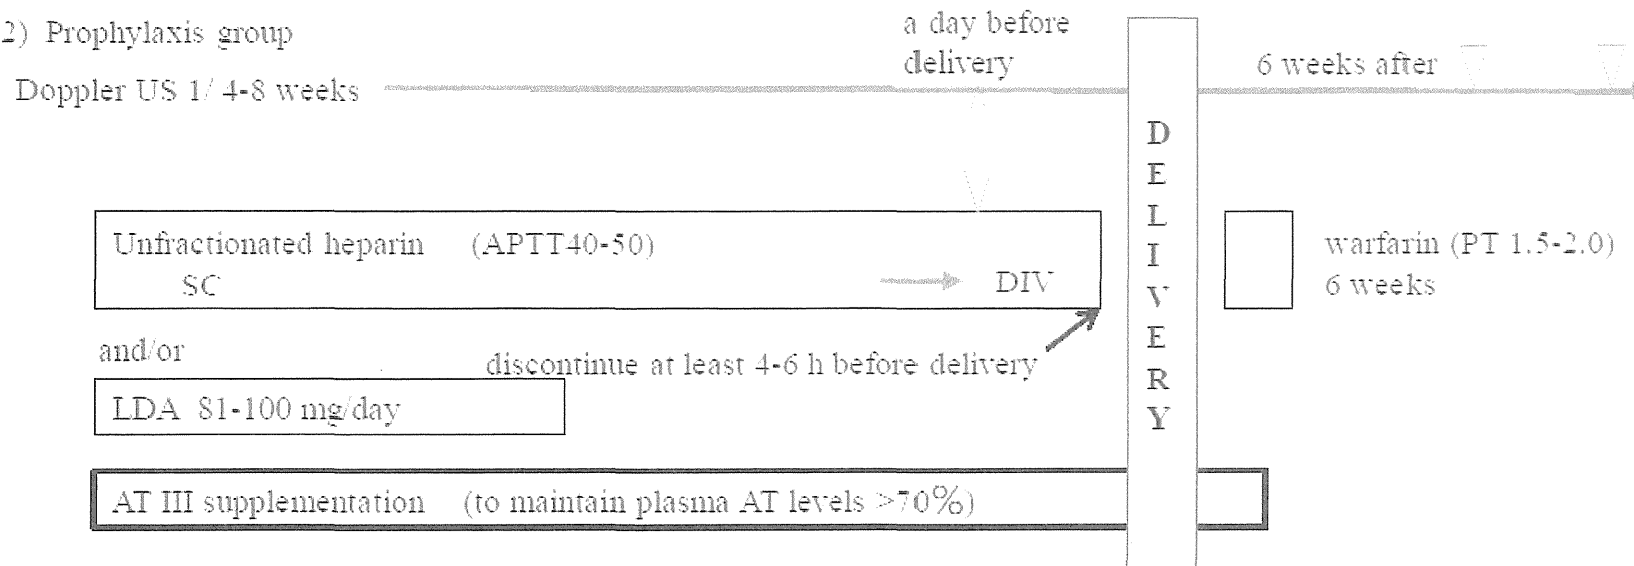 2) Prophylaxis group
a day before
delivery
6 weeks after
Doppler US 1/ 4-8 weeks
DELIVERY
Unfractionated heparin (APTT40-50)
SC
DIV
warfarin (PT 1.5-2.0)
6 weeks
and/or
discontinue at least 4-6 h before delivery
LDA 81-100 mg/day
AT III supplementation (to maintain plasma AT levels >70%)